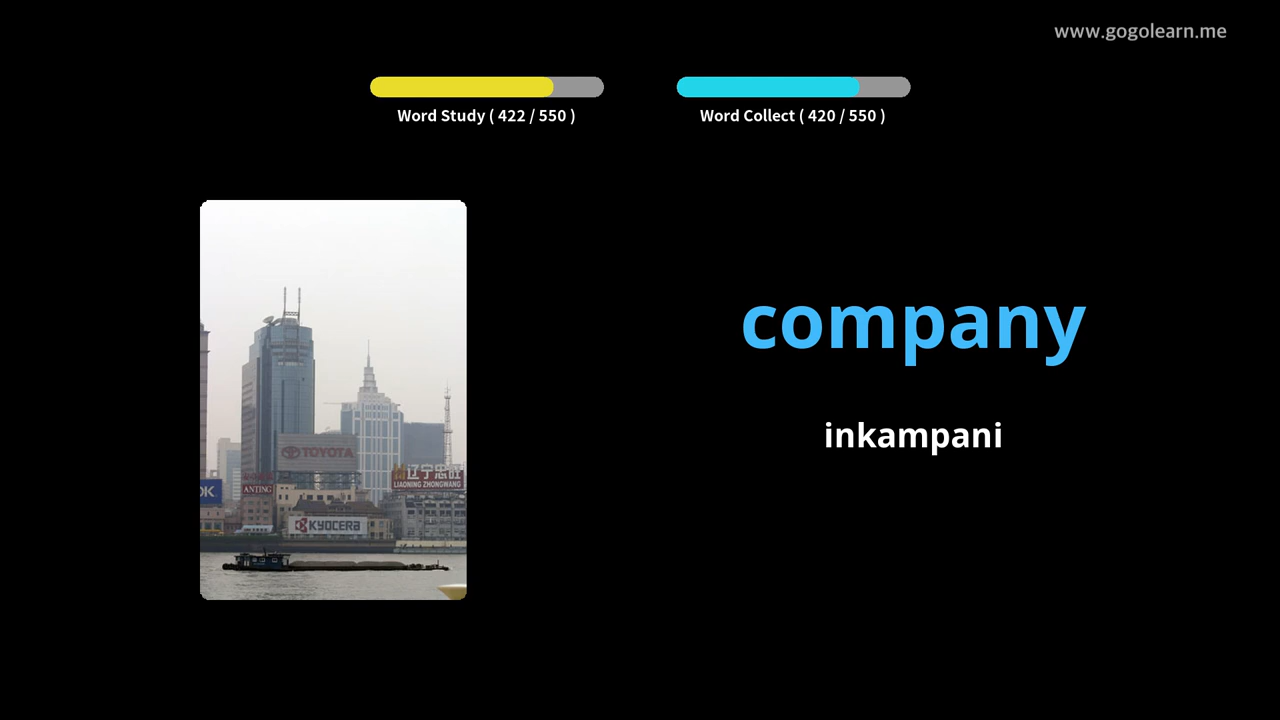 www.gogolearn.me
Word Study ( 422 / 550 )
Word Collect ( 420 / 550 )
company
inkampani
TOYOTA
辽宁忠旺
LIAONING ZHONGWANG
OK
ANTING
KYOCERA